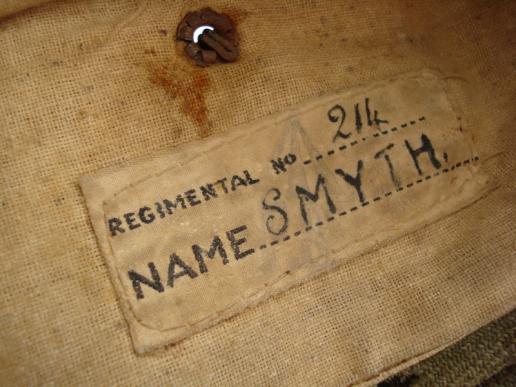 REGIMENTAL NO 214
NAME SMYTH.